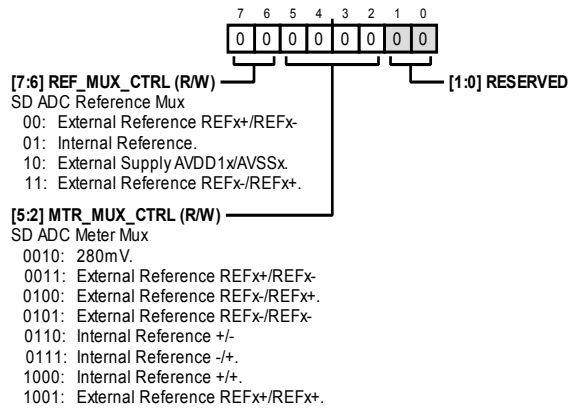 7 6 5 4 3 2 1 0
0 0 0 0 0 0 0 0
[7:6] REF_MUX_CTRL (R/W)
[1:0] RESERVED
SD ADC Reference Mux
00: External Reference REFx+/REFx-
01: Internal Reference.
10: External Supply AVDD1x/AVSSx.
11: External Reference REFx-/REFx+.
[5:2] MTR_MUX_CTRL (R/W)
SD ADC Meter Mux
0010: 280mV.
0011: External Reference REFx+/REFx-
0100: External Reference REFx-/REFx+.
0101: External Reference REFx-/REFx-
0110: Internal Reference +/-
0111: Internal Reference -/+.
1000: Internal Reference +/+.
1001: External Reference REFx+/REFx+.